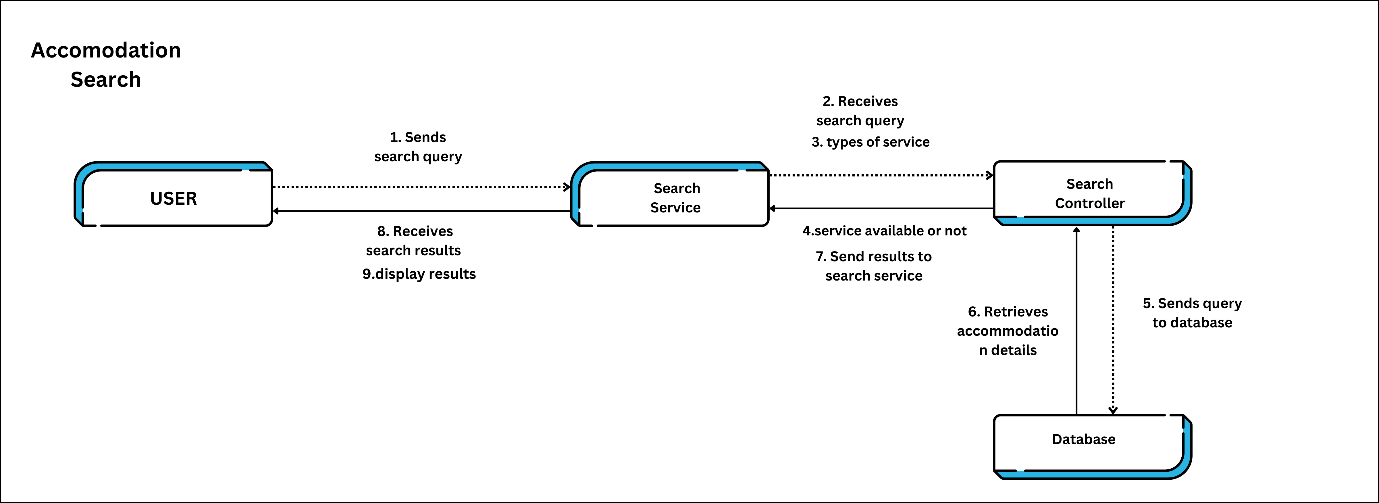 Accomodation
Search
1. Sends
search query
2. Receives
search query
3. types of service
USER
Search
Service
Search
Controller
8. Receives
search results
9.display results
4.service available or not
7. Send results to
search service
6. Retrieves
accommodatio
n details
5. Sends query
to database
Database